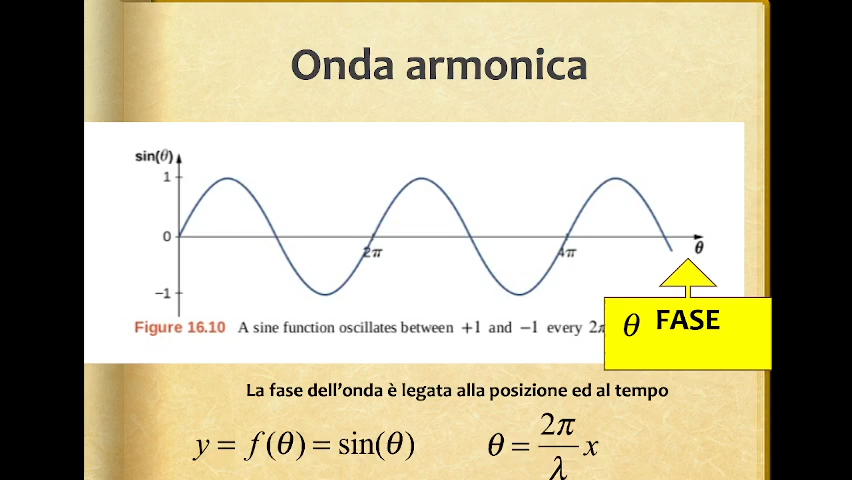 Onda armonica
sin(θ)
1
0
−1
2π
4π
θ
Figure 16.10 A sine function oscillates between +1 and −1 every 2π
θ FASE
La fase dell’onda è legata alla posizione ed al tempo
y = f(θ) = sin(θ)
θ = 2π/λ x